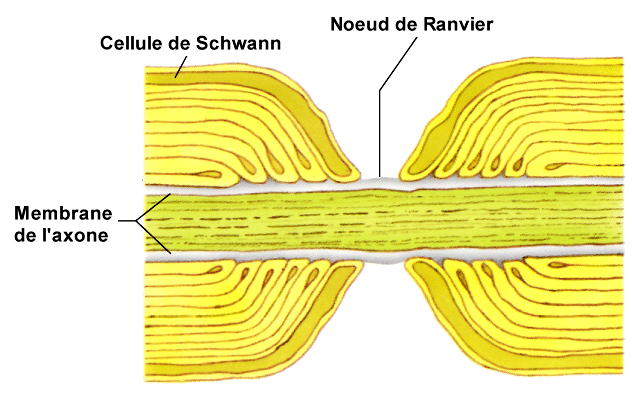 Noeud de Ranvier
Cellule de Schwann
Membrane
de l'axone